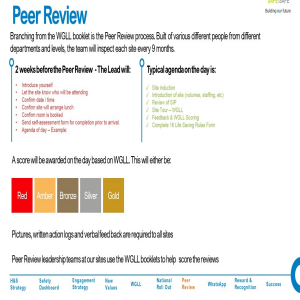 Peer Review
Building our future
Branching from the WGLL booklet is the Peer Review process. Built of various different people from different
departments and levels, the team will inspect each site every 9 months.
2 weeks before the Peer Review - The Lead will:
• Introduce yourself
• Let the site know who will be attending
• Confirm date / time
• Confirm site will arrange lunch
• Confirm room is booked
• Send self-assessment form for completion prior to arrival.
• Agenda of day – Example:
Typical agenda on the day is:
✓ Site Induction
✓ Introduction of site (volumes, staffing, etc)
✓ Review of SIP
✓ Site Tour – WGLL
✓ Feedback & WGLL Scoring
✓ Complete 10 Life Saving Rules Form
A score will be awarded on the day based on WGLL. This will either be:
Red Amber Bronze Silver Gold
Pictures, written action logs and verbal feed back are required to all sites
Peer Review leadership teams at our sites use the WGLL booklets to help score the reviews
H&S Strategy
Safety Dashboard
Engagement Strategy
New Values
WGLL
National Roll Out
Peer Review
WhatsApp
Reward & Recognition
Success